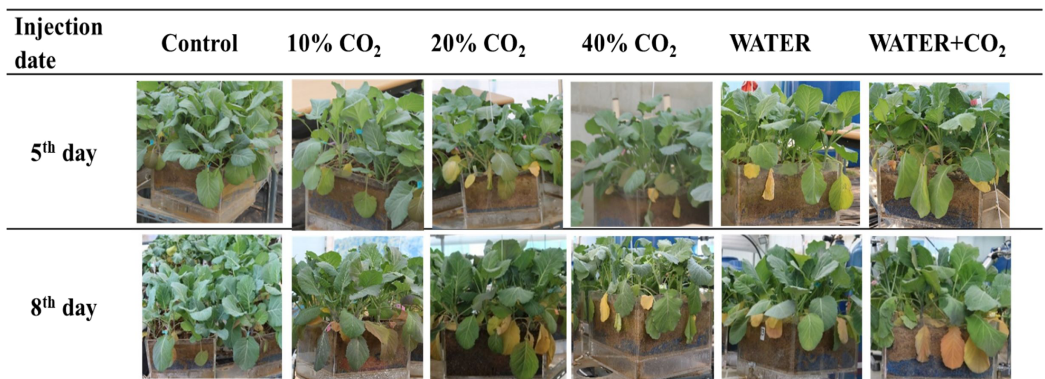 Injection
date
Control
10% CO₂
20% CO₂
40% CO₂
WATER
WATER+CO₂
5ᵗʰ day
8ᵗʰ day